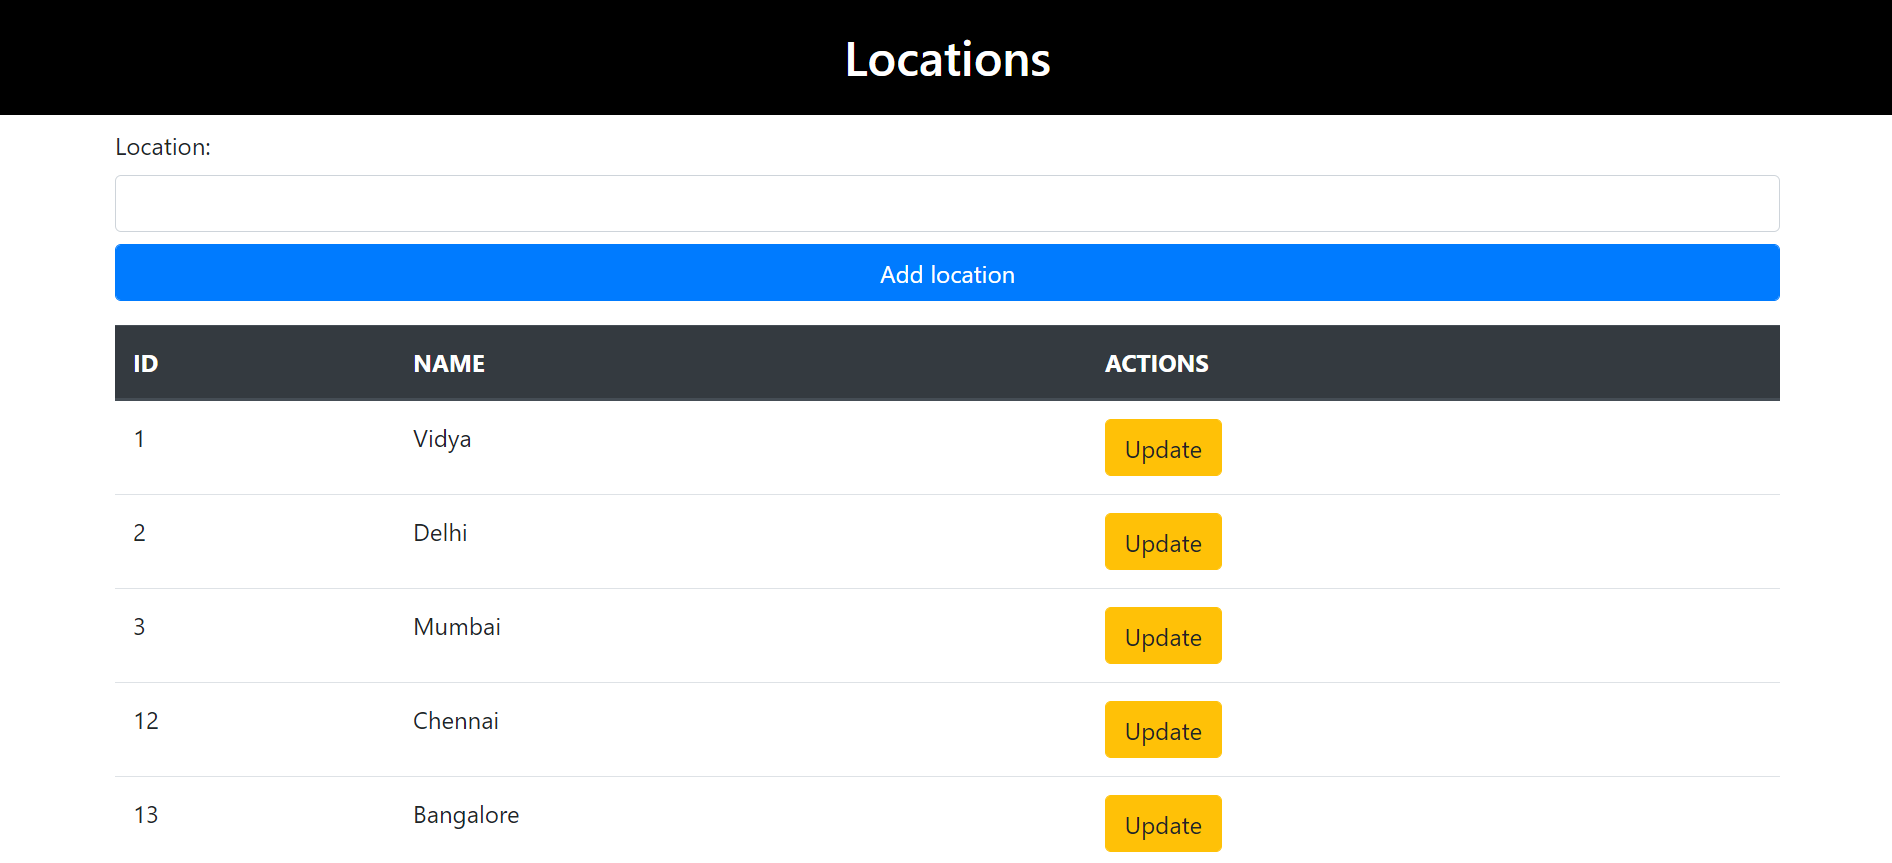 Locations
Location:
Add location
ID NAME ACTIONS
1 Vidya Update
2 Delhi Update
3 Mumbai Update
12 Chennai Update
13 Bangalore Update